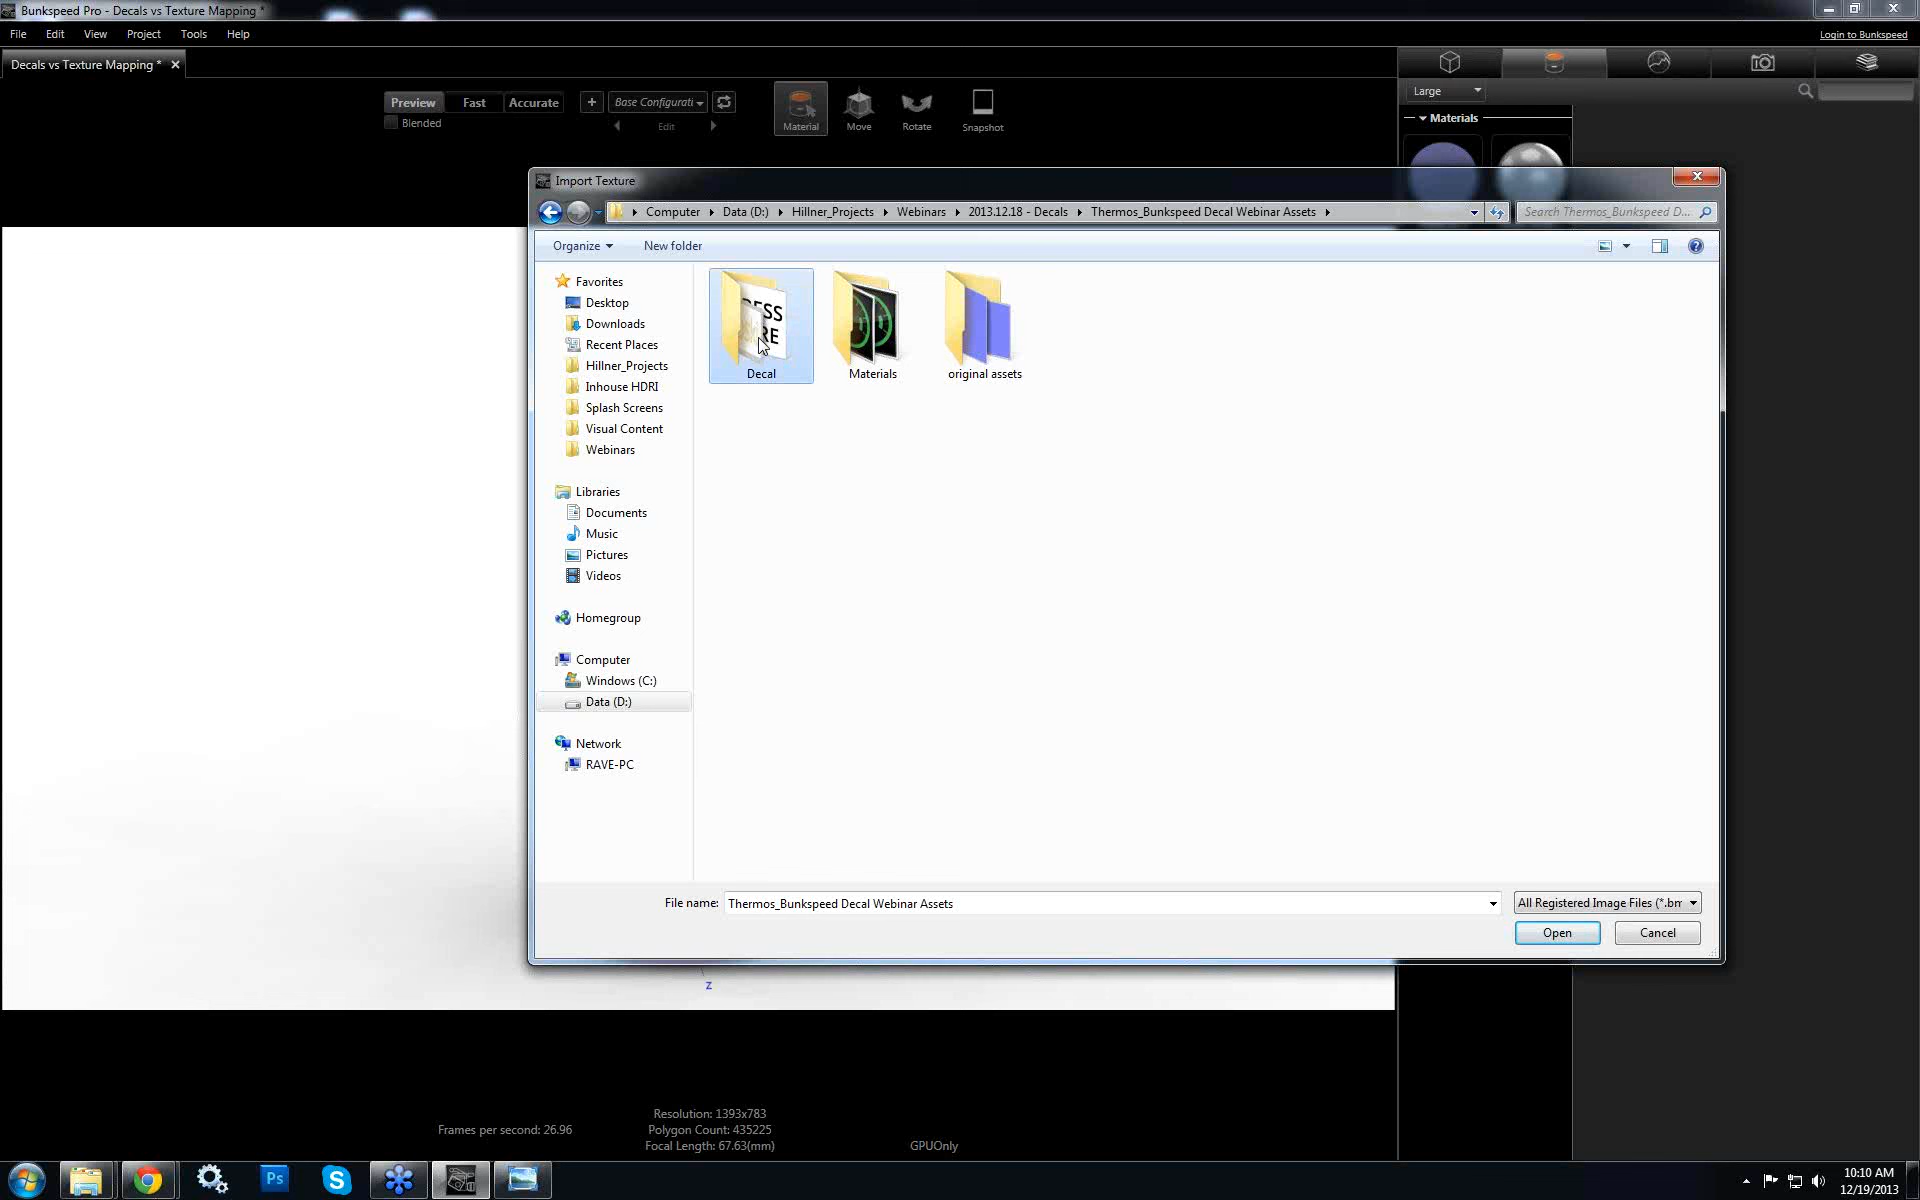 Bunkspeed Pro - Decals vs Texture Mapping *
File Edit View Project Tools Help
Login to Bunkspeed
Decals vs Texture Mapping *
Preview Fast Accurate
Blended
Base Configurati
Edit
Material Move Rotate Snapshot
Large
Materials
Import Texture
Computer Data (D:) Hillner_Projects Webinars 2013.12.18 - Decals Thermos_Bunkspeed Decal Webinar Assets
Search Thermos_Bunkspeed D...
Organize New folder
Favorites
Desktop
Downloads
Recent Places
Hillner_Projects
Inhouse HDRI
Splash Screens
Visual Content
Webinars
Libraries
Documents
Music
Pictures
Videos
Homegroup
Computer
Windows (C:)
Data (D:)
Network
RAVE-PC
Decal Materials original assets
File name: Thermos_Bunkspeed Decal Webinar Assets
All Registered Image Files (*.bm
Open Cancel
z
Frames per second: 26.96
Resolution: 1393x783
Polygon Count: 435225
Focal Length: 67.63(mm)
GPUOnly
Ps
10:10 AM
12/19/2013